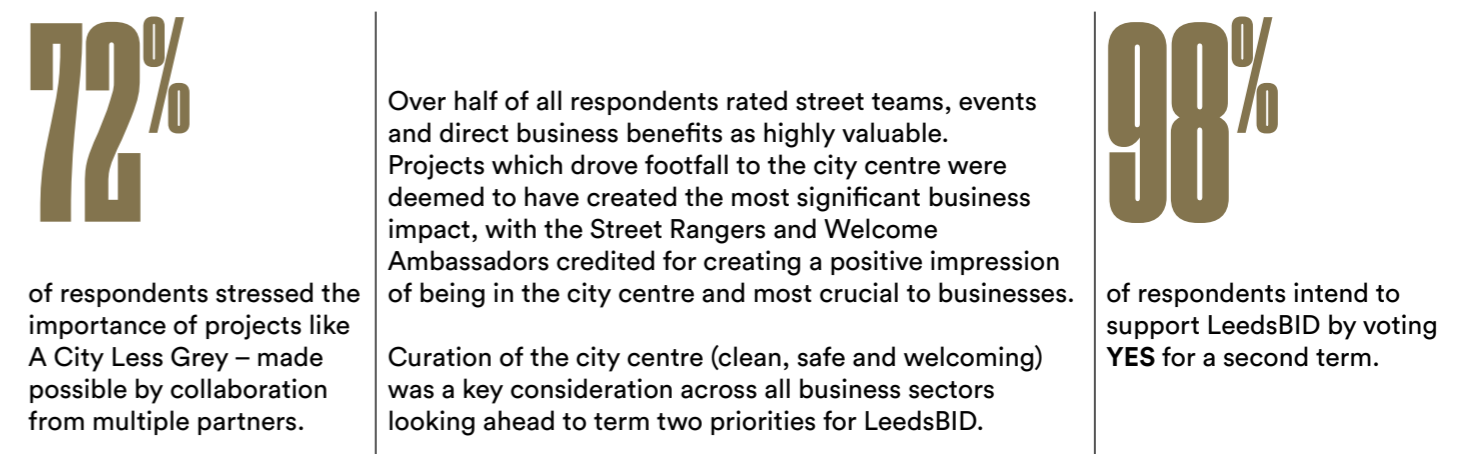 72%
of respondents stressed the
importance of projects like
A City Less Grey – made
possible by collaboration
from multiple partners.
Over half of all respondents rated street teams, events
and direct business benefits as highly valuable.
Projects which drove footfall to the city centre were
deemed to have created the most significant business
impact, with the Street Rangers and Welcome
Ambassadors credited for creating a positive impression
of being in the city centre and most crucial to businesses.
Curation of the city centre (clean, safe and welcoming)
was a key consideration across all business sectors
looking ahead to term two priorities for LeedsBID.
98%
of respondents intend to
support LeedsBID by voting
YES for a second term.